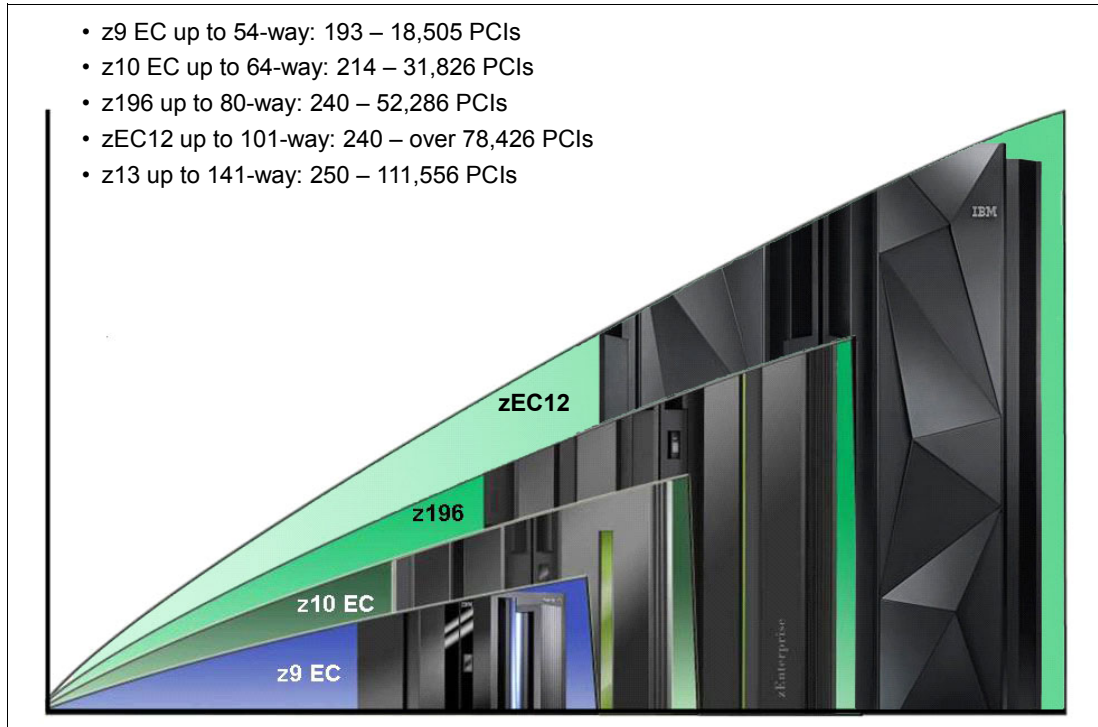 • z9 EC up to 54-way: 193 – 18,505 PCIs
• z10 EC up to 64-way: 214 – 31,826 PCIs
• z196 up to 80-way: 240 – 52,286 PCIs
• zEC12 up to 101-way: 240 – over 78,426 PCIs
• z13 up to 141-way: 250 – 111,556 PCIs
IBM
zEC12
z196
z10 EC
z9 EC
zEnterprise